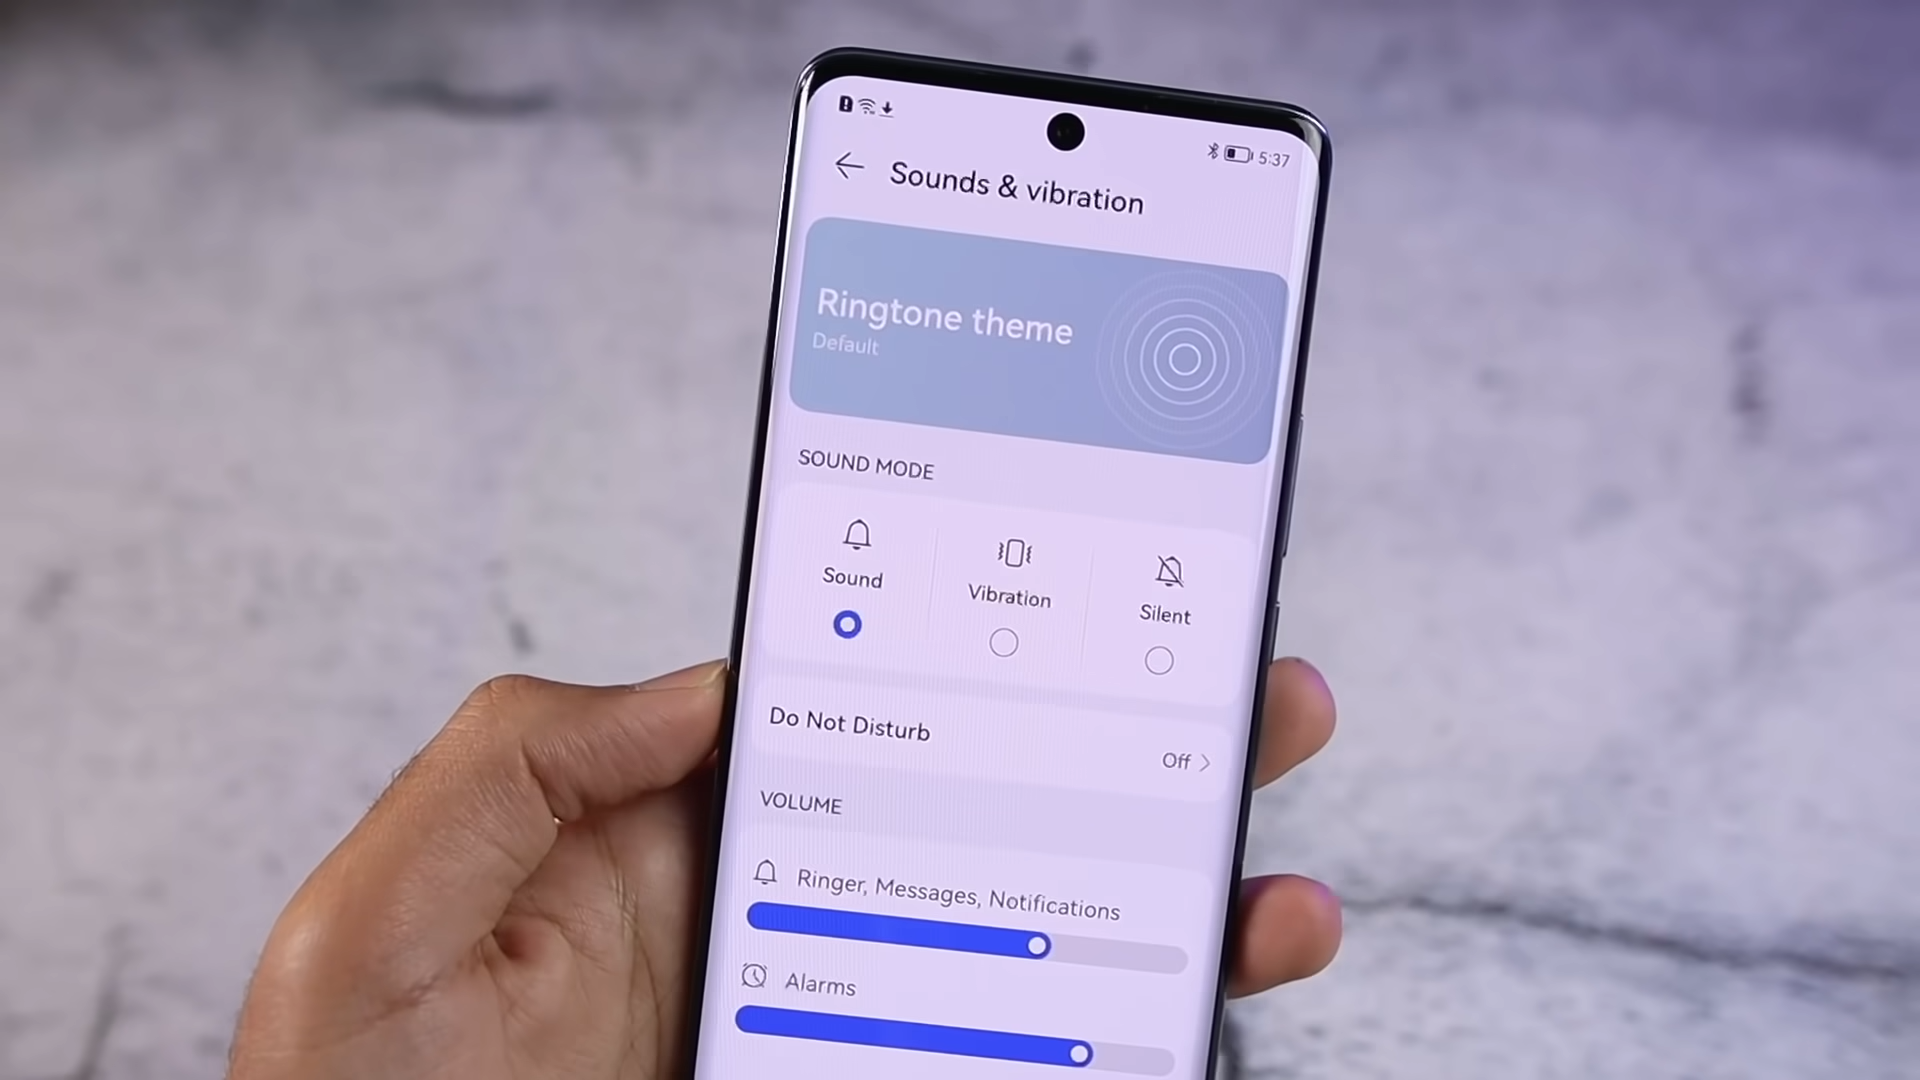 5:37
Sounds & vibration
Ringtone theme
Default
SOUND MODE
Sound
Vibration
Silent
Do Not Disturb
Off
VOLUME
Ringer, Messages, Notifications
Alarms